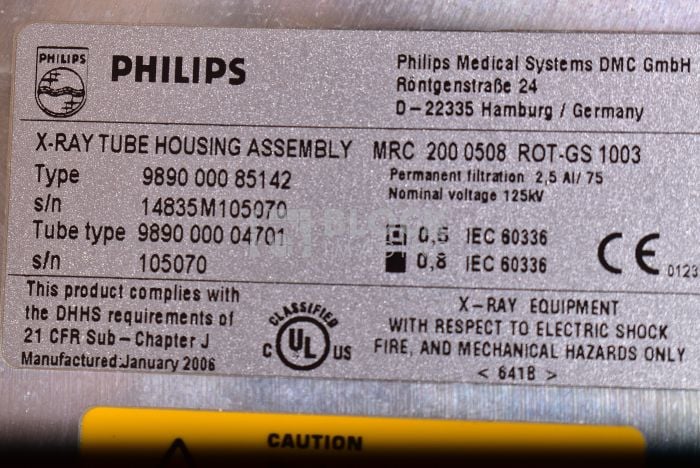 PHILIPS
PHILIPS
Philips Medical Systems DMC GmbH
Röntgenstraße 24
D-22335 Hamburg / Germany
X-RAY TUBE HOUSING ASSEMBLY MRC 200 0508 ROT-GS 1003
Type 9890 000 85142
Permanent filtration 2,5 Al/ 75
Nominal voltage 125kV
s/n 14835M105070
Tube type 9890 000 04701
0,5 IEC 60336
s/n 105070
0,8 IEC 60336
CE 0123
This product complies with
the DHHS requirements of
21 CFR Sub-Chapter J
Manufactured:January 2006
CLASSIFIED
C UL US
X-RAY EQUIPMENT
WITH RESPECT TO ELECTRIC SHOCK
FIRE, AND MECHANICAL HAZARDS ONLY
< 641B >
CAUTION